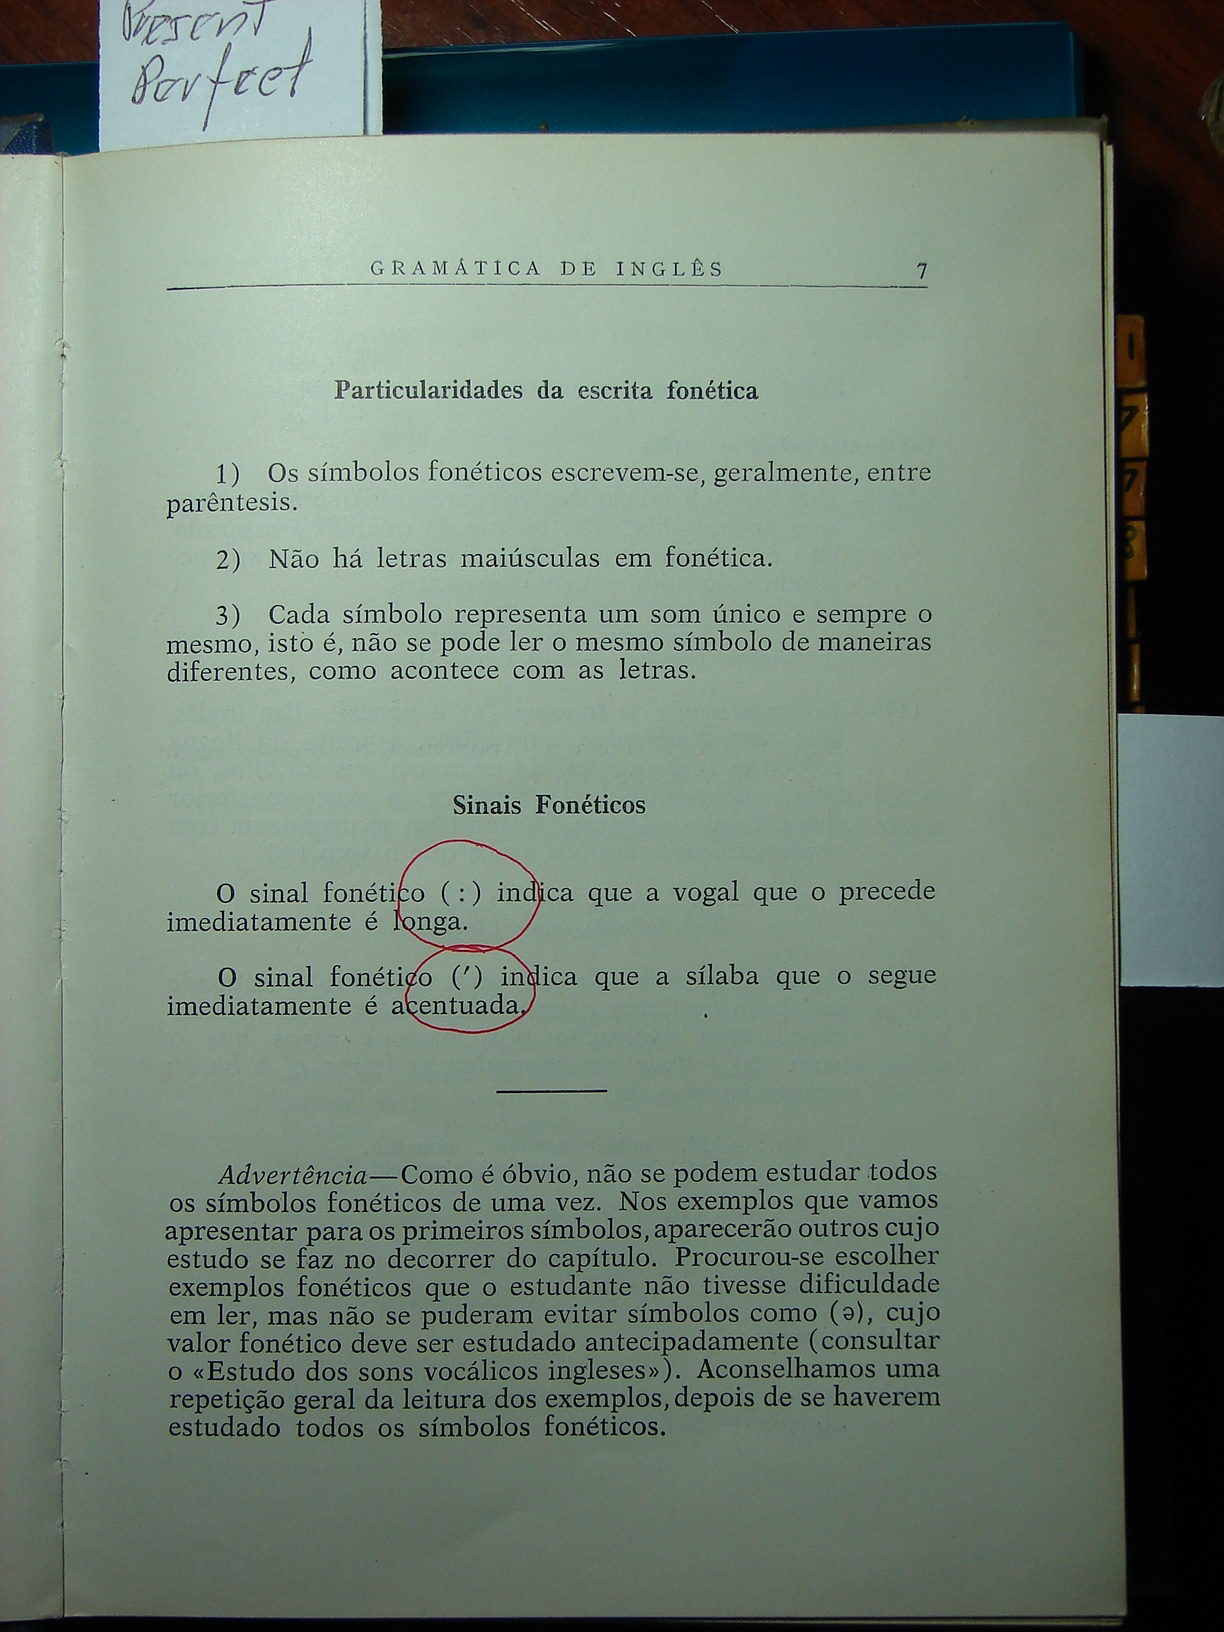 Present
Perfect
GRAMÁTICA DE INGLÊS 7
Particularidades da escrita fonética
1) Os símbolos fonéticos escrevem-se, geralmente, entre
parêntesis.
2) Não há letras maiúsculas em fonética.
3) Cada símbolo representa um som único e sempre o
mesmo, isto é, não se pode ler o mesmo símbolo de maneiras
diferentes, como acontece com as letras.
Sinais Fonéticos
O sinal fonético (:) indica que a vogal que o precede
imediatamente é longa.
O sinal fonético (′) indica que a sílaba que o segue
imediatamente é acentuada.
Advertência—Como é óbvio, não se podem estudar todos
os símbolos fonéticos de uma vez. Nos exemplos que vamos
apresentar para os primeiros símbolos, aparecerão outros cujo
estudo se faz no decorrer do capítulo. Procurou-se escolher
exemplos fonéticos que o estudante não tivesse dificuldade
em ler, mas não se puderam evitar símbolos como (ə), cujo
valor fonético deve ser estudado antecipadamente (consultar
o «Estudo dos sons vocálicos ingleses»). Aconselhamos uma
repetição geral da leitura dos exemplos, depois de se haverem
estudado todos os símbolos fonéticos.